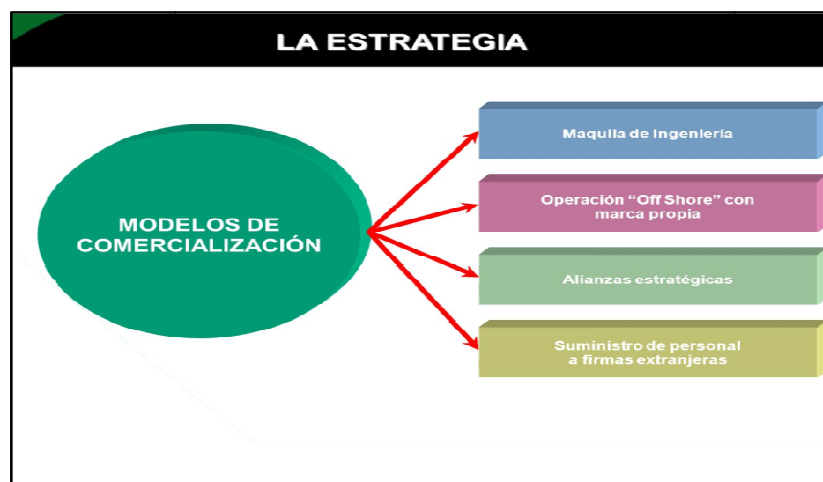 LA ESTRATEGIA
MODELOS DE
COMERCIALIZACIÓN
Maquila de Ingeniería
Operación “Off Shore” con
marca propia
Alianzas estratégicas
Suministro de personal
a firmas extranjeras